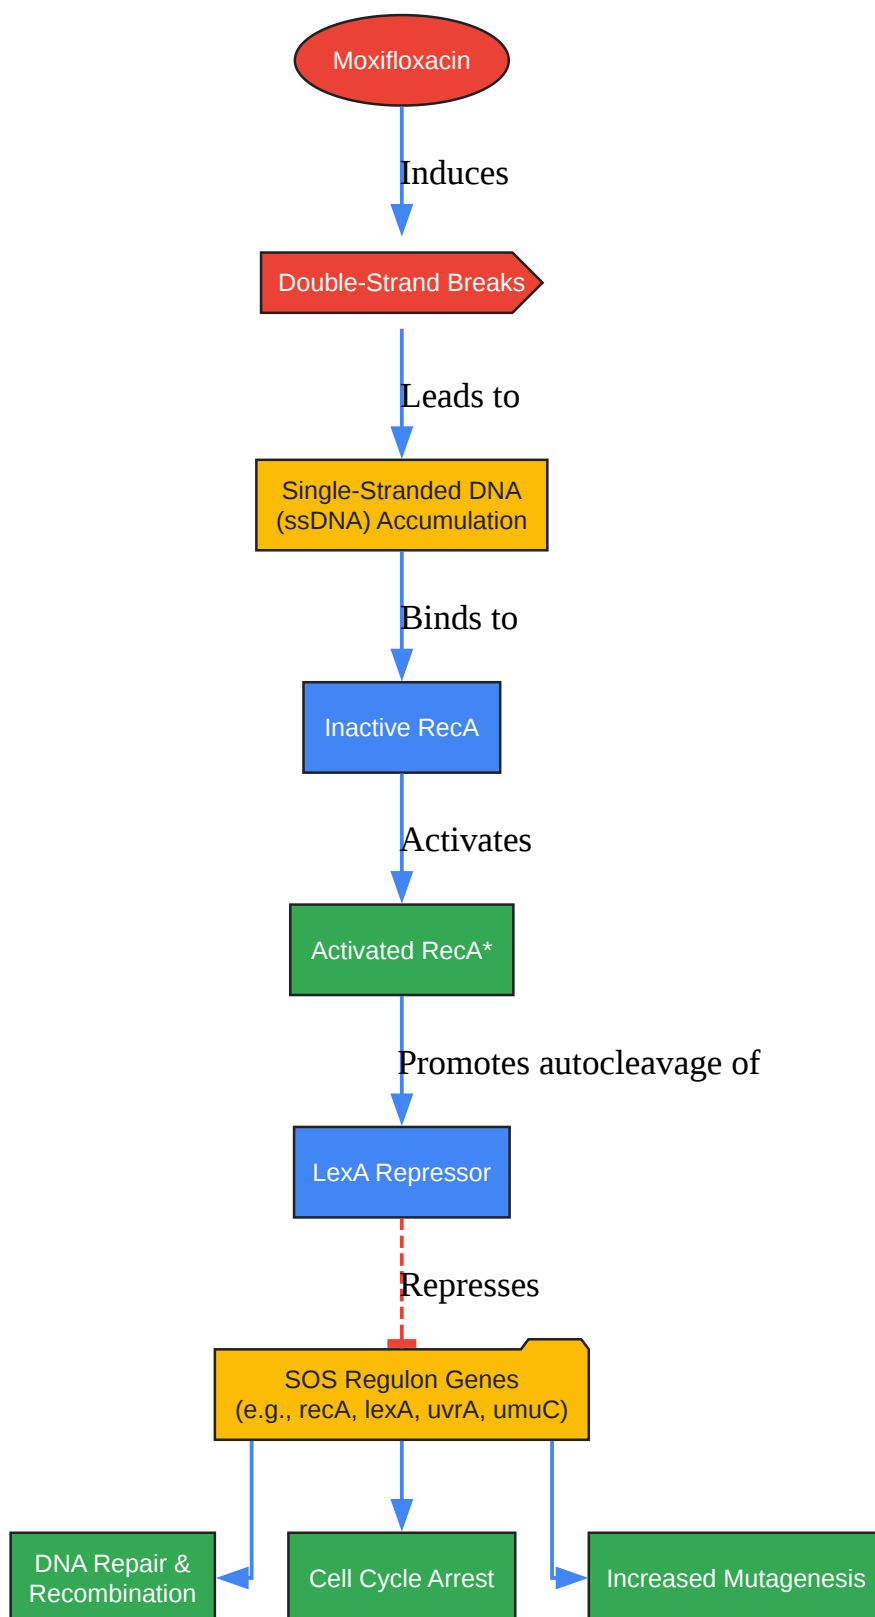 Moxifloxacin
Induces
Double-Strand Breaks
Leads to
Single-Stranded DNA
(ssDNA) Accumulation
Binds to
Inactive RecA
Activates
Activated RecA*
Promotes autocleavage of
LexA Repressor
Represses
SOS Regulon Genes
(e.g., recA, lexA, uvrA, umuC)
DNA Repair &
Recombination
Cell Cycle Arrest
Increased Mutagenesis